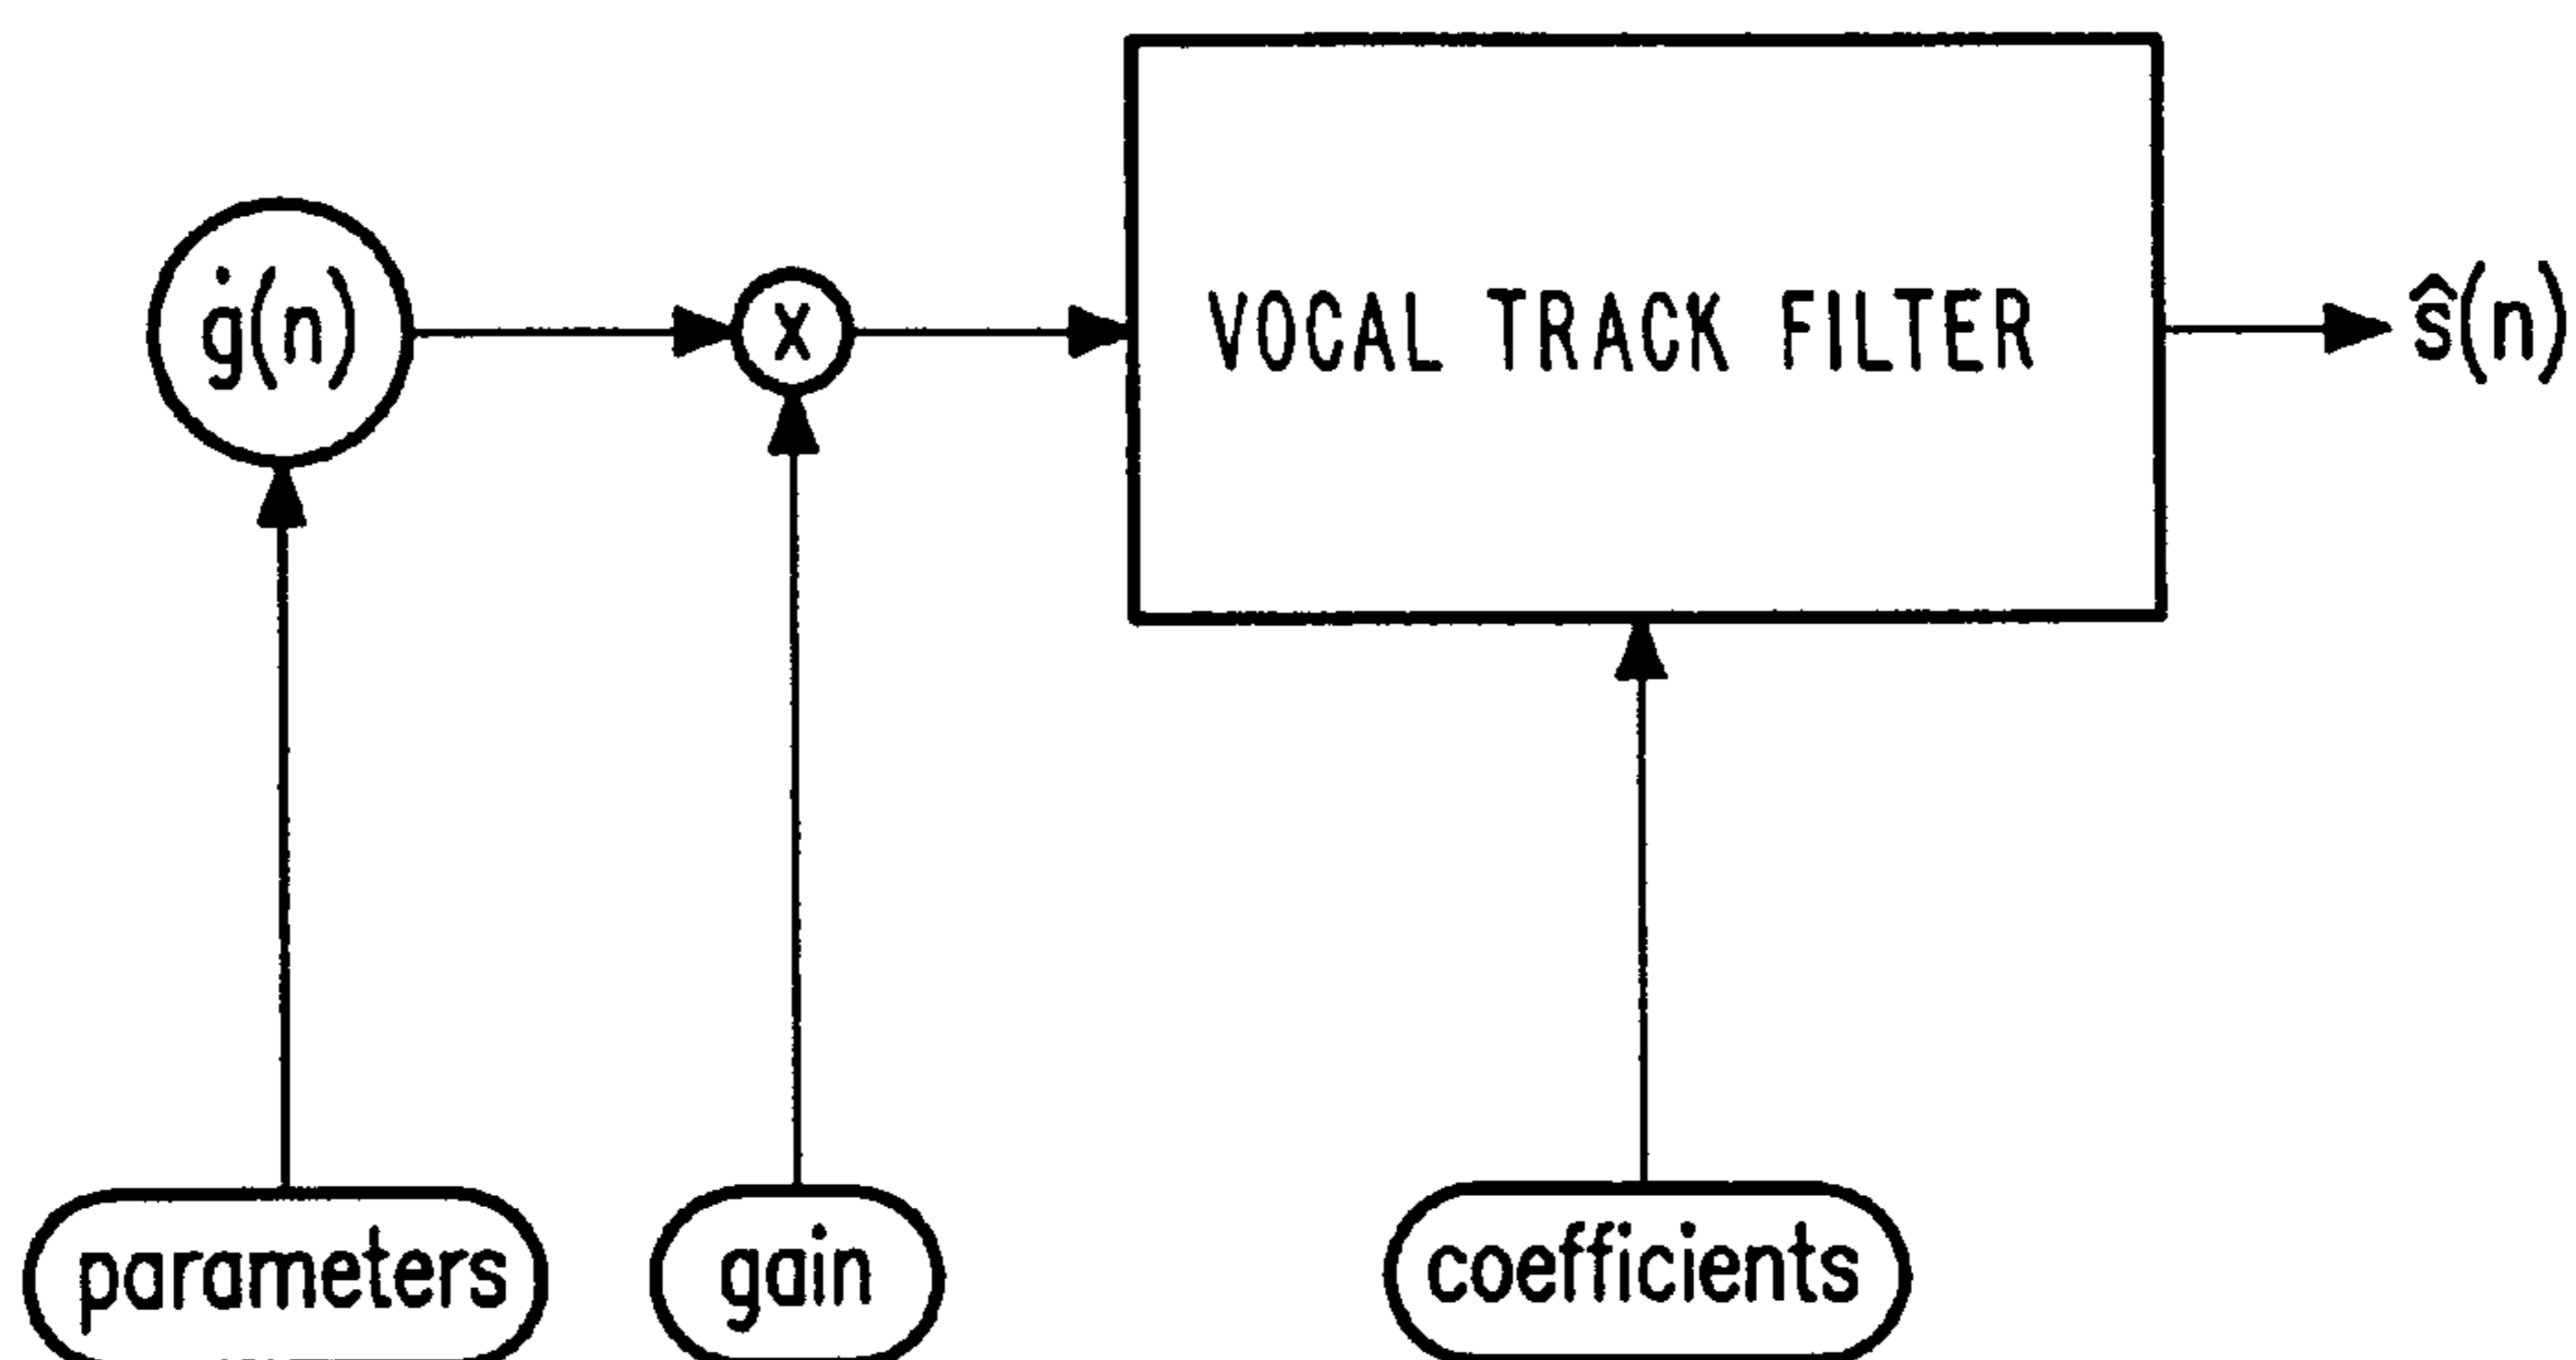 ġ(n)
x
VOCAL TRACK FILTER
ŝ(n)
parameters
gain
coefficients